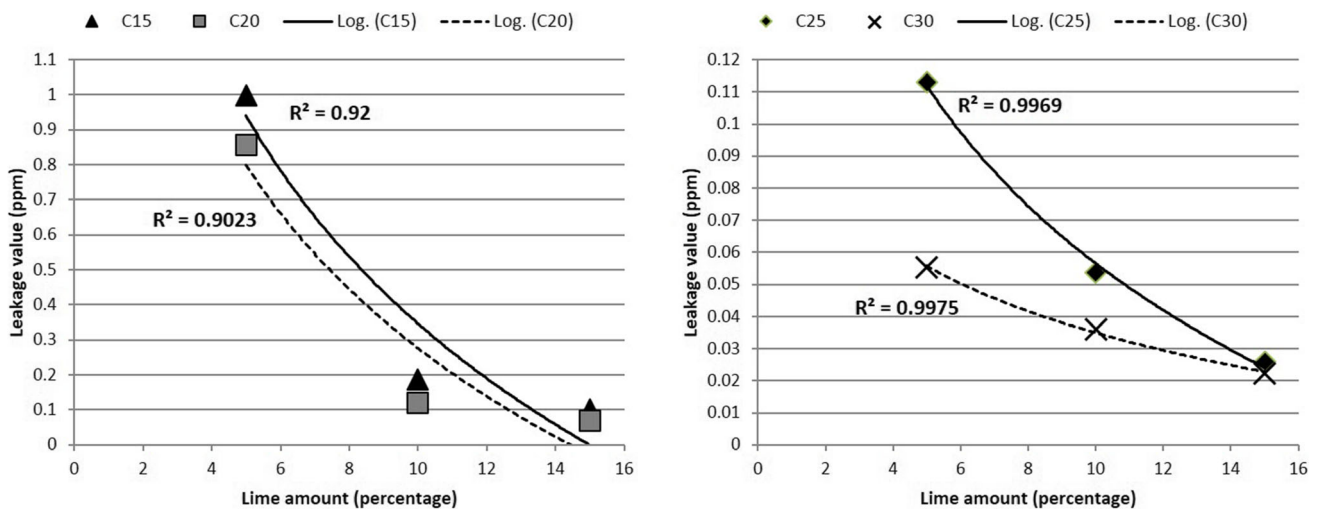 C15 C20 Log. (C15) Log. (C20)
1.1
1
0.9
0.8
0.7
0.6
0.5
0.4
0.3
0.2
0.1
0
Leakage value (ppm)
R² = 0.92
R² = 0.9023
0 2 4 6 8 10 12 14 16
Lime amount (percentage)
C25 C30 Log. (C25) Log. (C30)
0.12
0.11
0.1
0.09
0.08
0.07
0.06
0.05
0.04
0.03
0.02
0.01
0
Leakage value (ppm)
R² = 0.9969
R² = 0.9975
0 2 4 6 8 10 12 14 16
Lime amount (percentage)